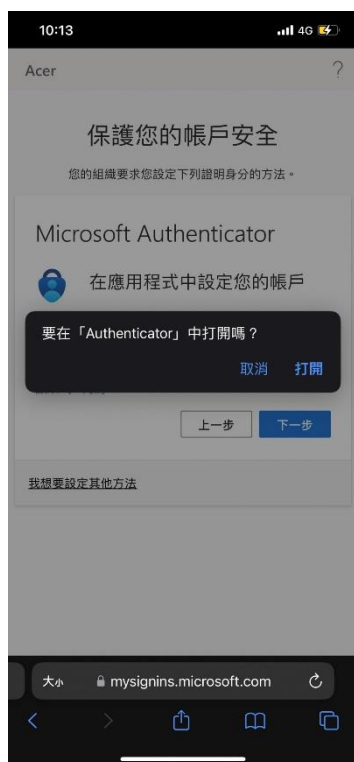 10:13
4G
Acer
?
保護您的帳戶安全
您的組織要求您設定下列證明身分的方法。
Microsoft Authenticator
在應用程式中設定您的帳戶
要在「Authenticator」中打開嗎？
取消 打開
上一步 下一步
我想要設定其他方法
大小 mysignins.microsoft.com